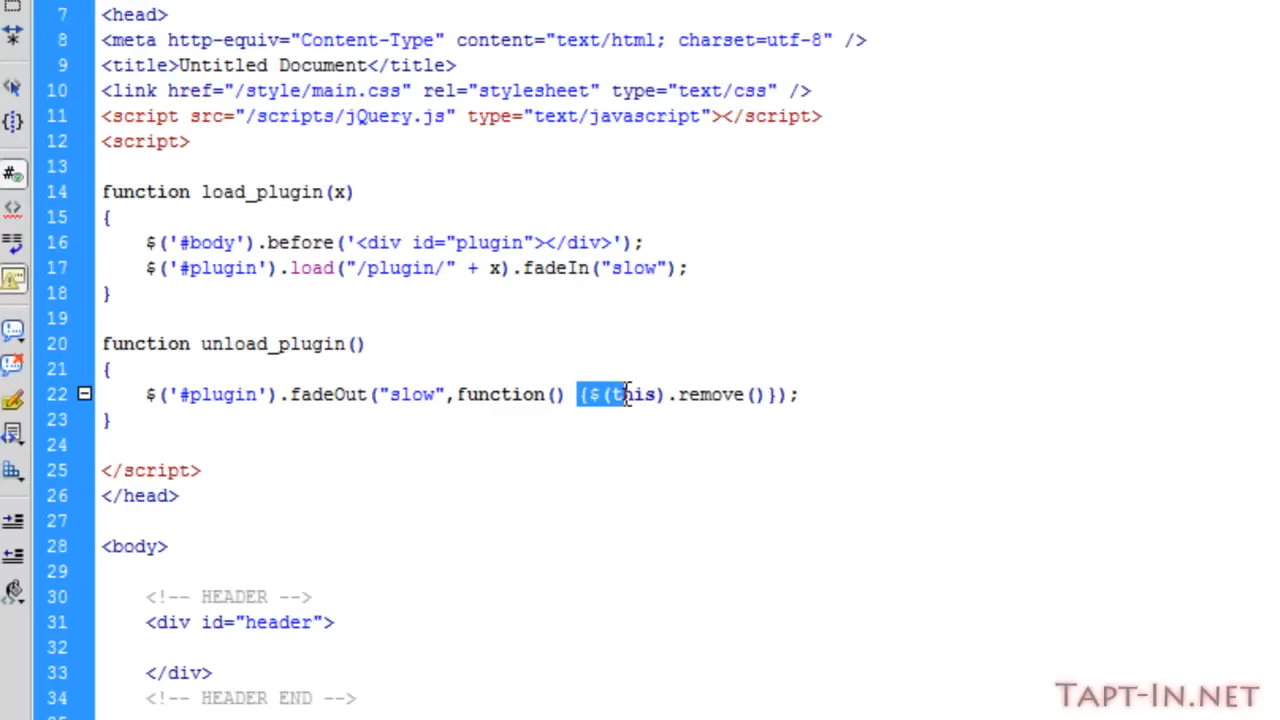 7 <head>
8 <meta http-equiv="Content-Type" content="text/html; charset=utf-8" />
9 <title>Untitled Document</title>
10 <link href="/style/main.css" rel="stylesheet" type="text/css" />
11 <script src="/scripts/jQuery.js" type="text/javascript"></script>
12 <script>
13
14 function load_plugin(x)
15 {
16 $('#body').before('<div id="plugin"></div>');
17 $('#plugin').load("/plugin/" + x).fadeIn("slow");
18 }
19
20 function unload_plugin()
21 {
22 $('#plugin').fadeOut("slow",function() {$(this).remove()});
23 }
24
25 </script>
26 </head>
27
28 <body>
29
30 <!-- HEADER -->
31 <div id="header">
32
33 </div>
34 <!-- HEADER END -->
TAPT-IN.NET